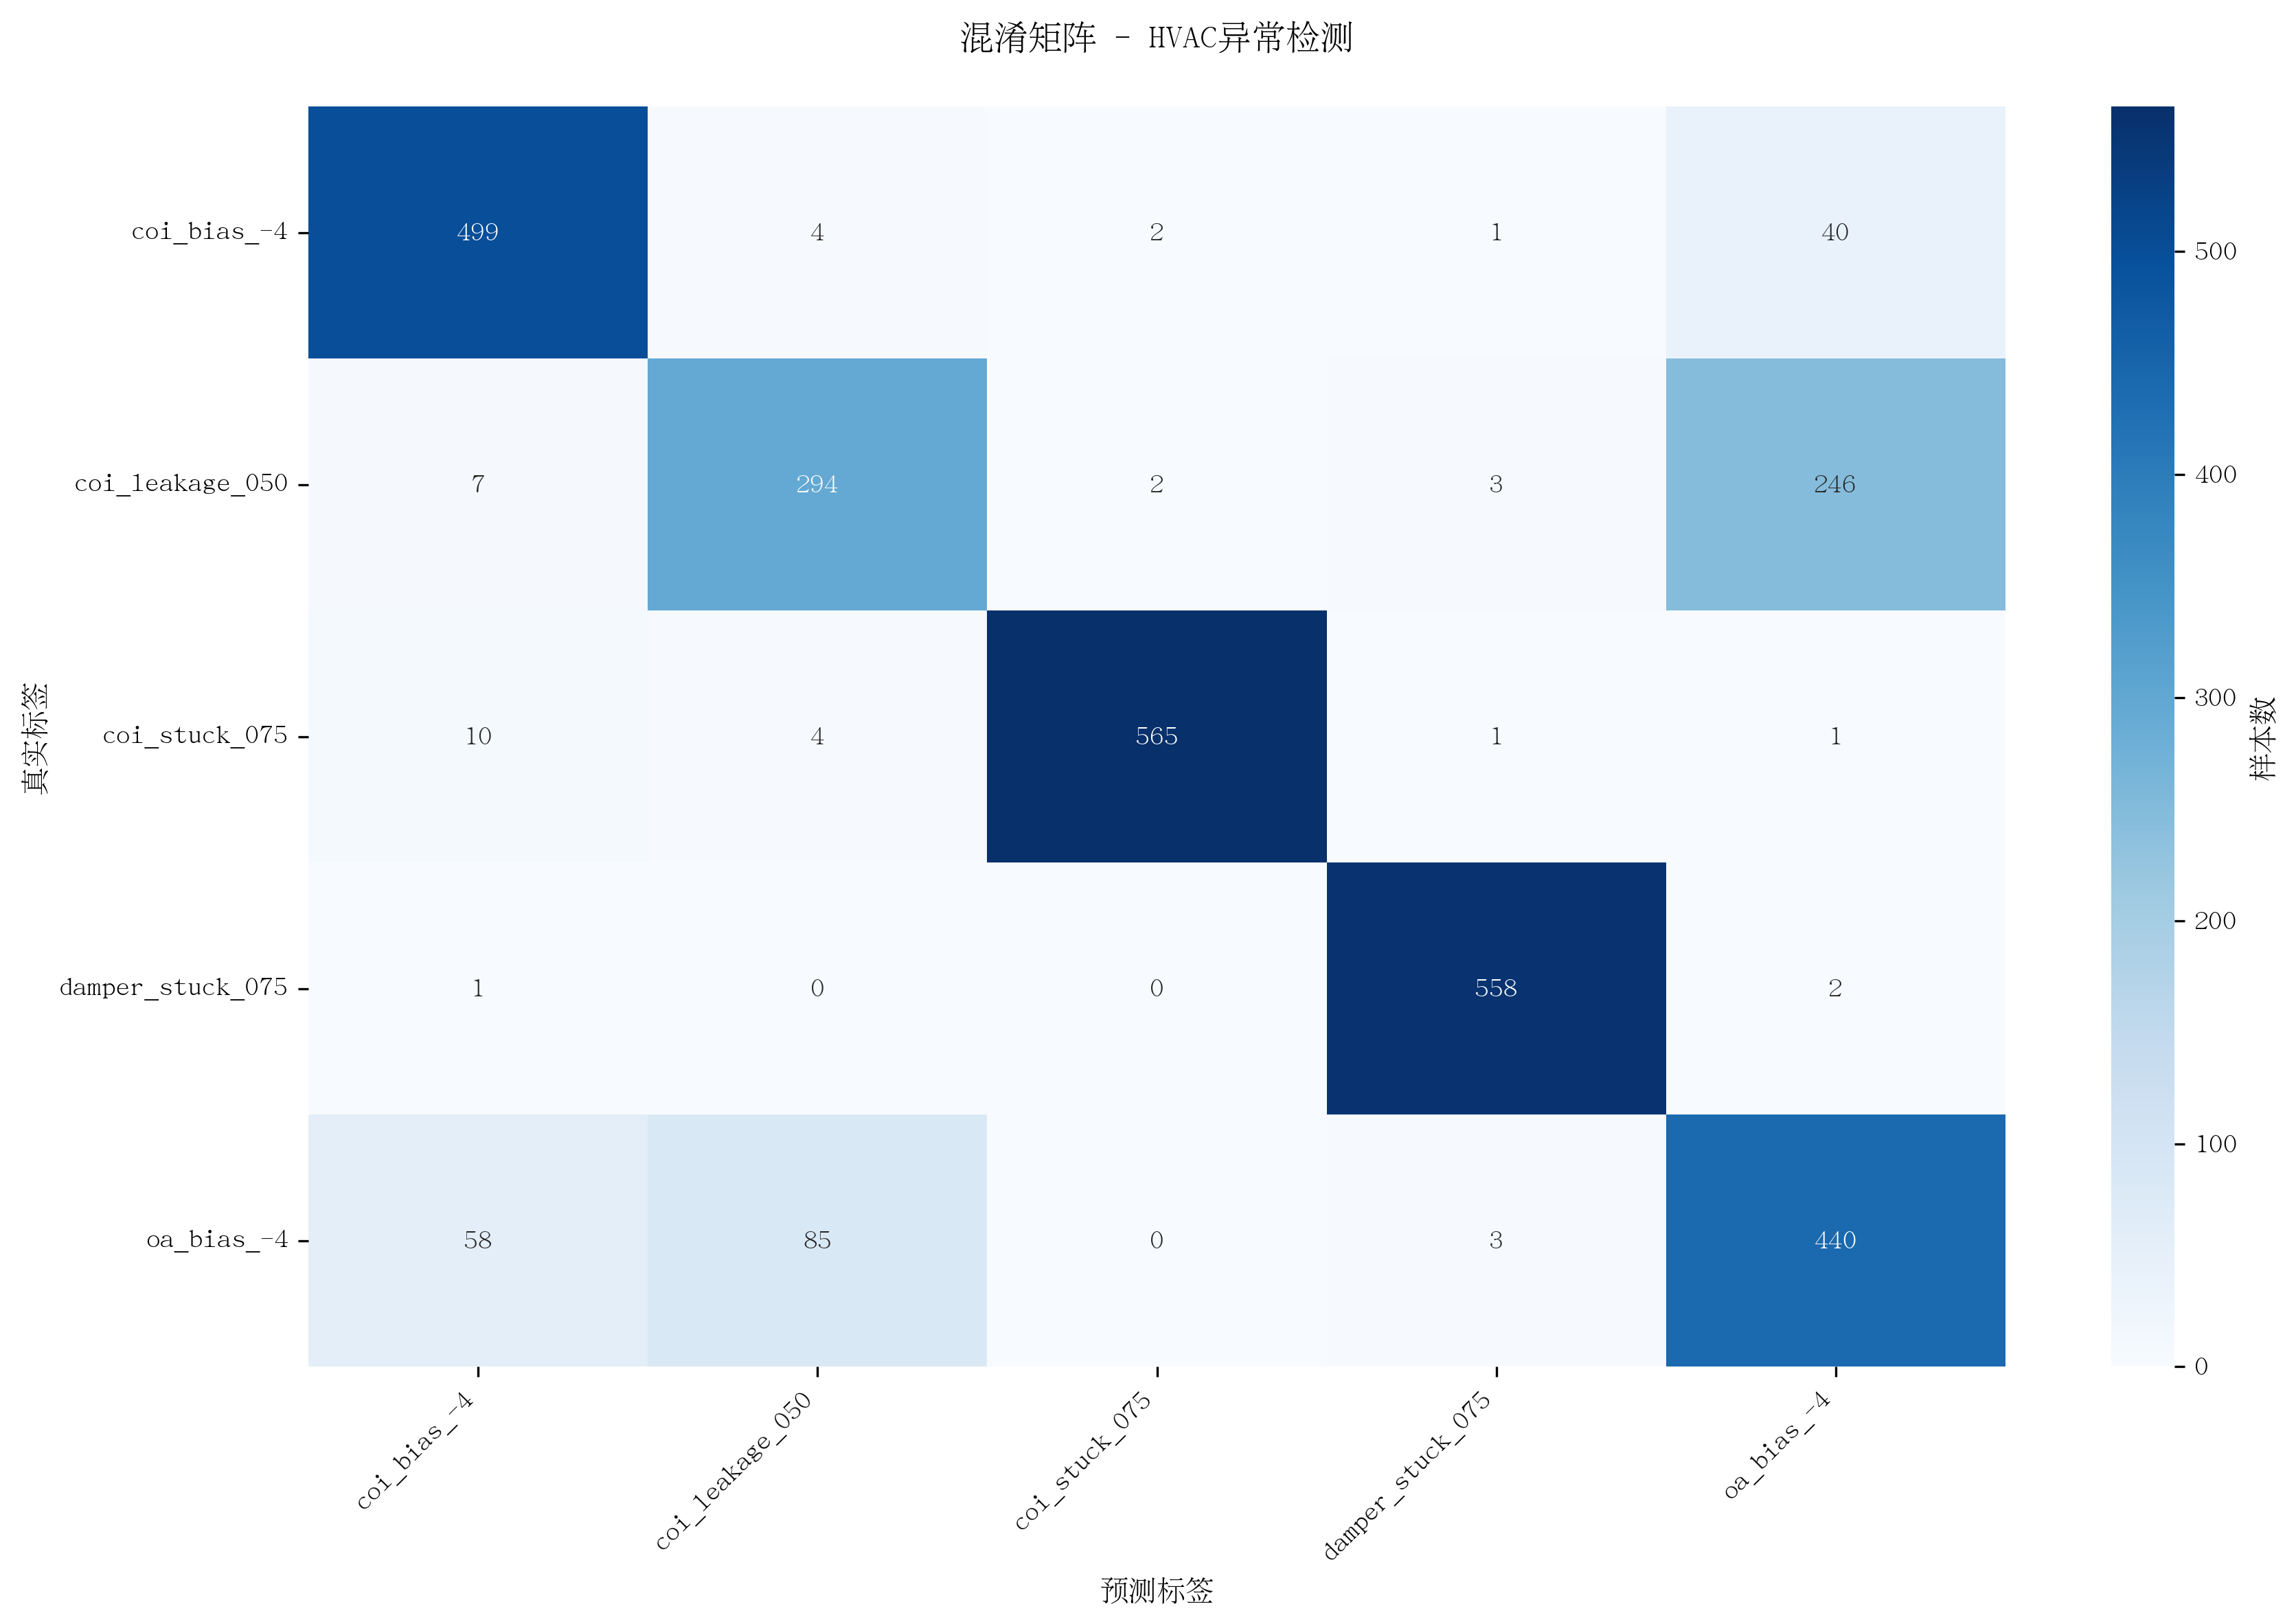 混淆矩阵 - HVAC异常检测
coi_bias_-4
499
4
2
1
40
coi_leakage_050
7
294
2
3
246
coi_stuck_075
10
4
565
1
1
damper_stuck_075
1
0
0
558
2
oa_bias_-4
58
85
0
3
440
真实标签
coi_bias_-4
coi_leakage_050
coi_stuck_075
damper_stuck_075
oa_bias_-4
预测标签
500
400
300
200
100
0
样本数